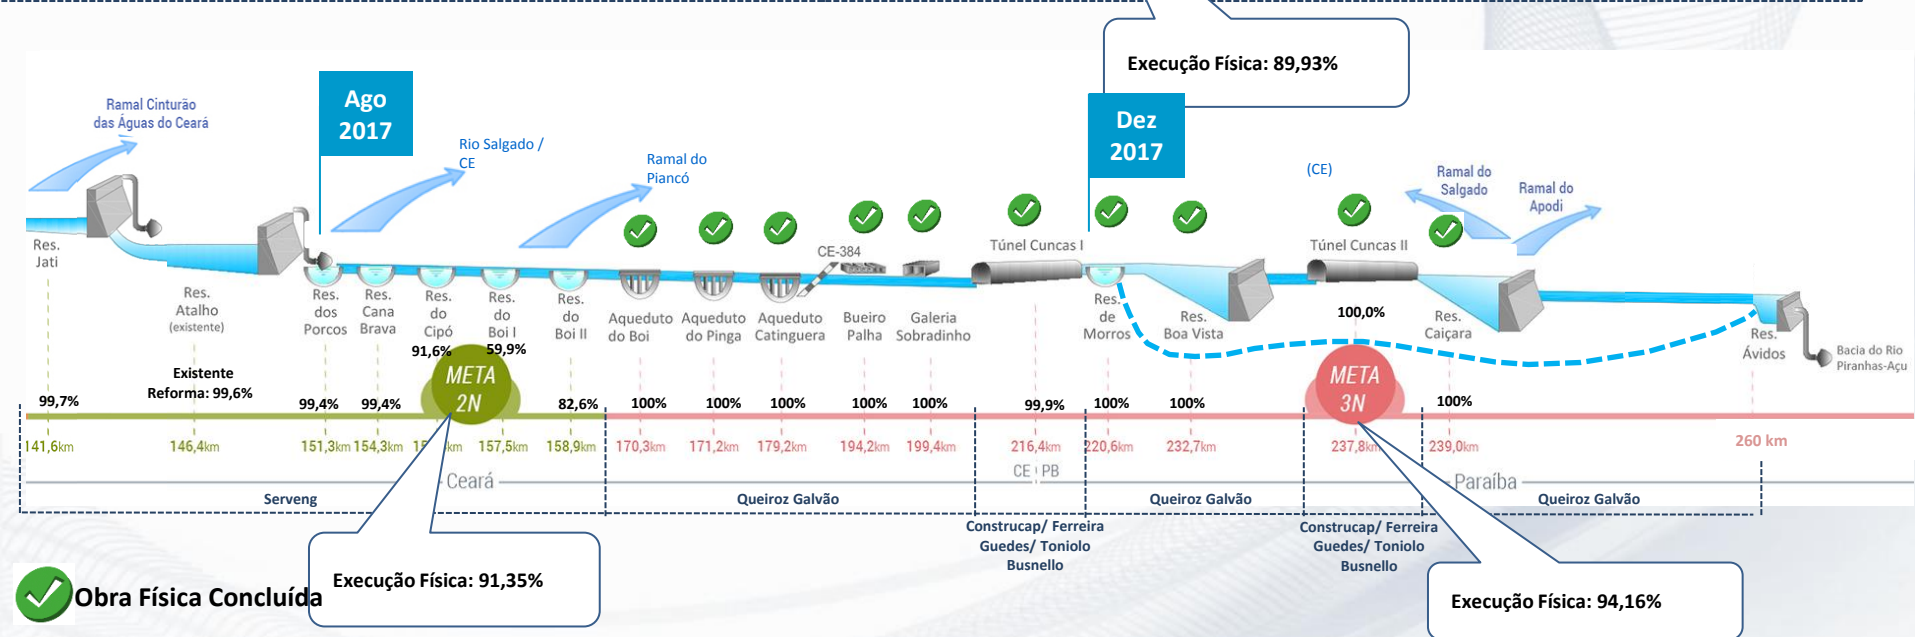 Execução Física: 89,93%
Ago
2017
Dez
2017
Ramal Cinturão
das Águas do Ceará
Rio Salgado /
CE
Ramal do
Piancó
(CE)
Ramal do
Salgado
Ramal do
Apodi
Res.
Jati
Res.
Atalho
(existente)
Res.
dos
Porcos
Res.
Cana
Brava
Res.
do
Cipó
Res.
do
Boi I
Res.
do
Boi II
Aqueduto
do Boi
Aqueduto
do Pinga
Aqueduto
Catinguera
CE-384
Bueiro
Palha
Galeria
Sobradinho
Túnel Cuncas I
Res.
de
Morros
Res.
Boa Vista
Túnel Cuncas II
Res.
Caiçara
Res.
Ávidos
Bacia do Rio
Piranhas-Açu
99,7%
Existente
Reforma: 99,6%
99,4%
99,4%
91,6%
59,9%
82,6%
100%
100%
100%
100%
100%
99,9%
100%
100%
100,0%
100%
META
2N
META
3N
141,6km
146,4km
151,3km
154,3km
157,5km
158,9km
170,3km
171,2km
179,2km
194,2km
199,4km
216,4km
220,6km
232,7km
237,8km
239,0km
260 km
Ceará
CE PB
Paraíba
Serveng
Queiroz Galvão
Construcap/ Ferreira
Guedes/ Toniolo
Busnello
Queiroz Galvão
Construcap/ Ferreira
Guedes/ Toniolo
Busnello
Queiroz Galvão
Execução Física: 91,35%
Execução Física: 94,16%
Obra Física Concluída